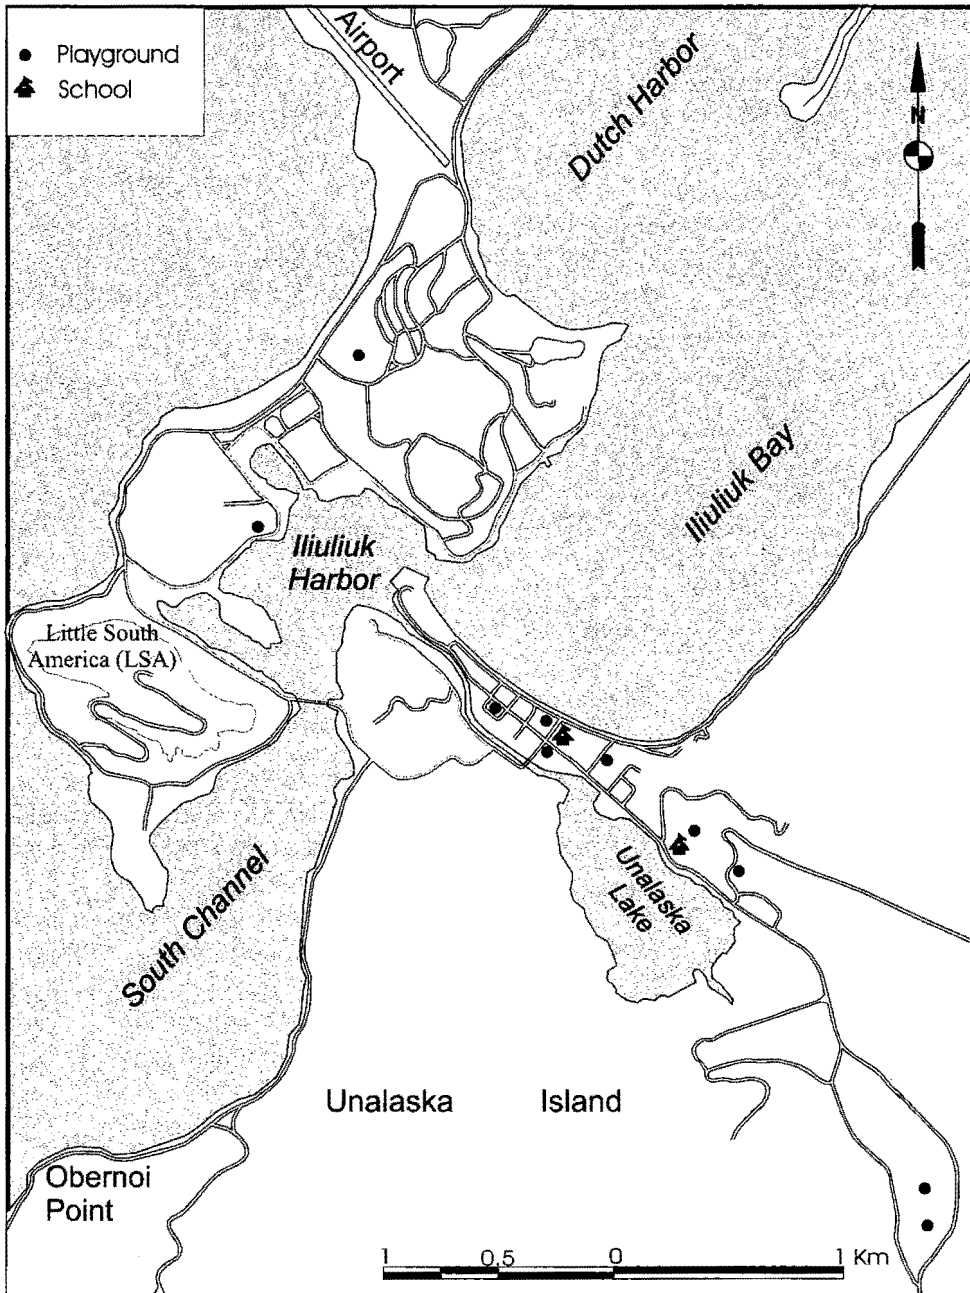 Playground
School
Airport
Dutch Harbor
N
Iliuliuk Bay
Iliuliuk
Harbor
Little South
America (LSA)
South Channel
Unalaska
Lake
Unalaska Island
Obernoi
Point
1 0.5 0 1 Km